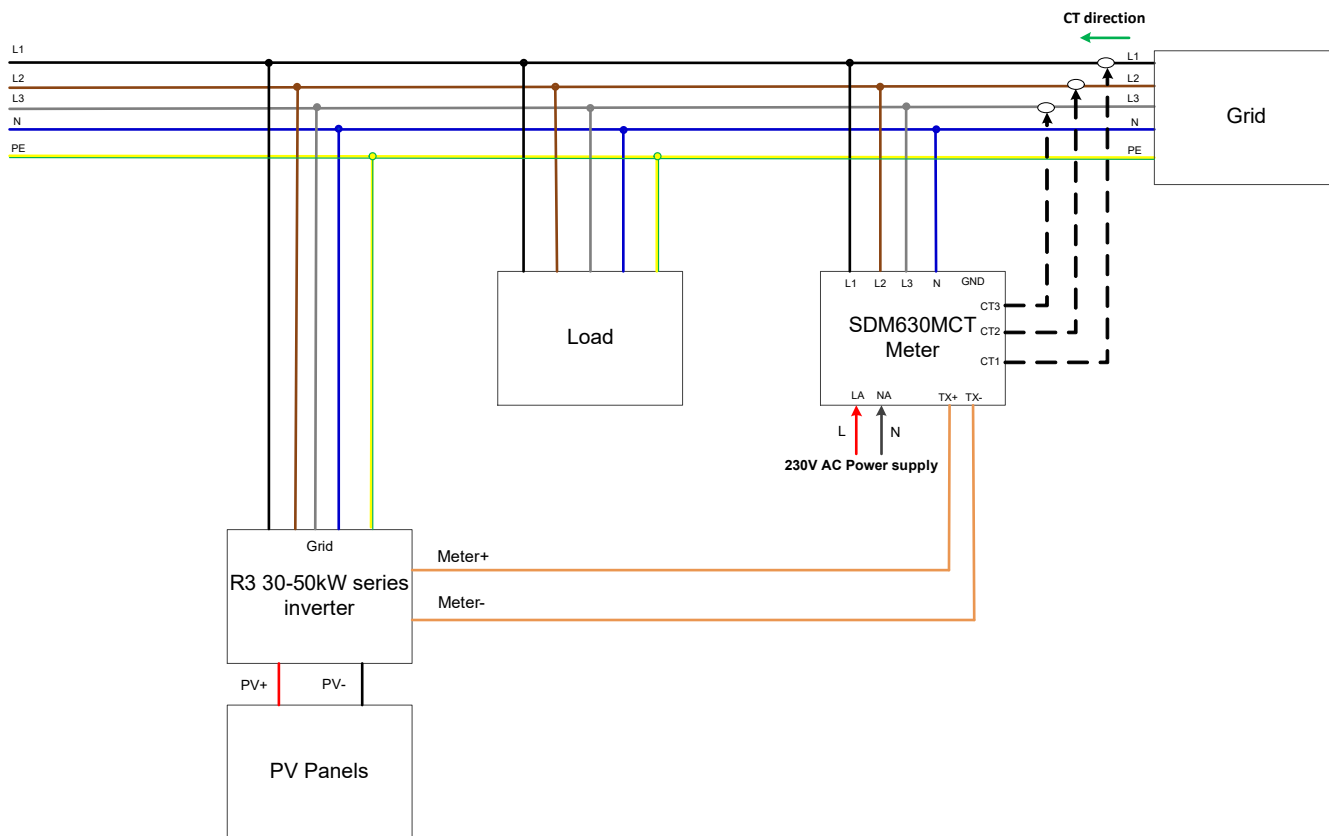 CT direction
L1
L2
L3
N
PE
L1
L2
L3
N
PE
Grid
Load
L1 L2 L3 N GND
CT3
SDM630MCT
CT2
Meter
CT1
LA NA TX+ TX-
L N
230V AC Power supply
Grid
R3 30-50kW series
inverter
Meter+
Meter-
PV+ PV-
PV Panels